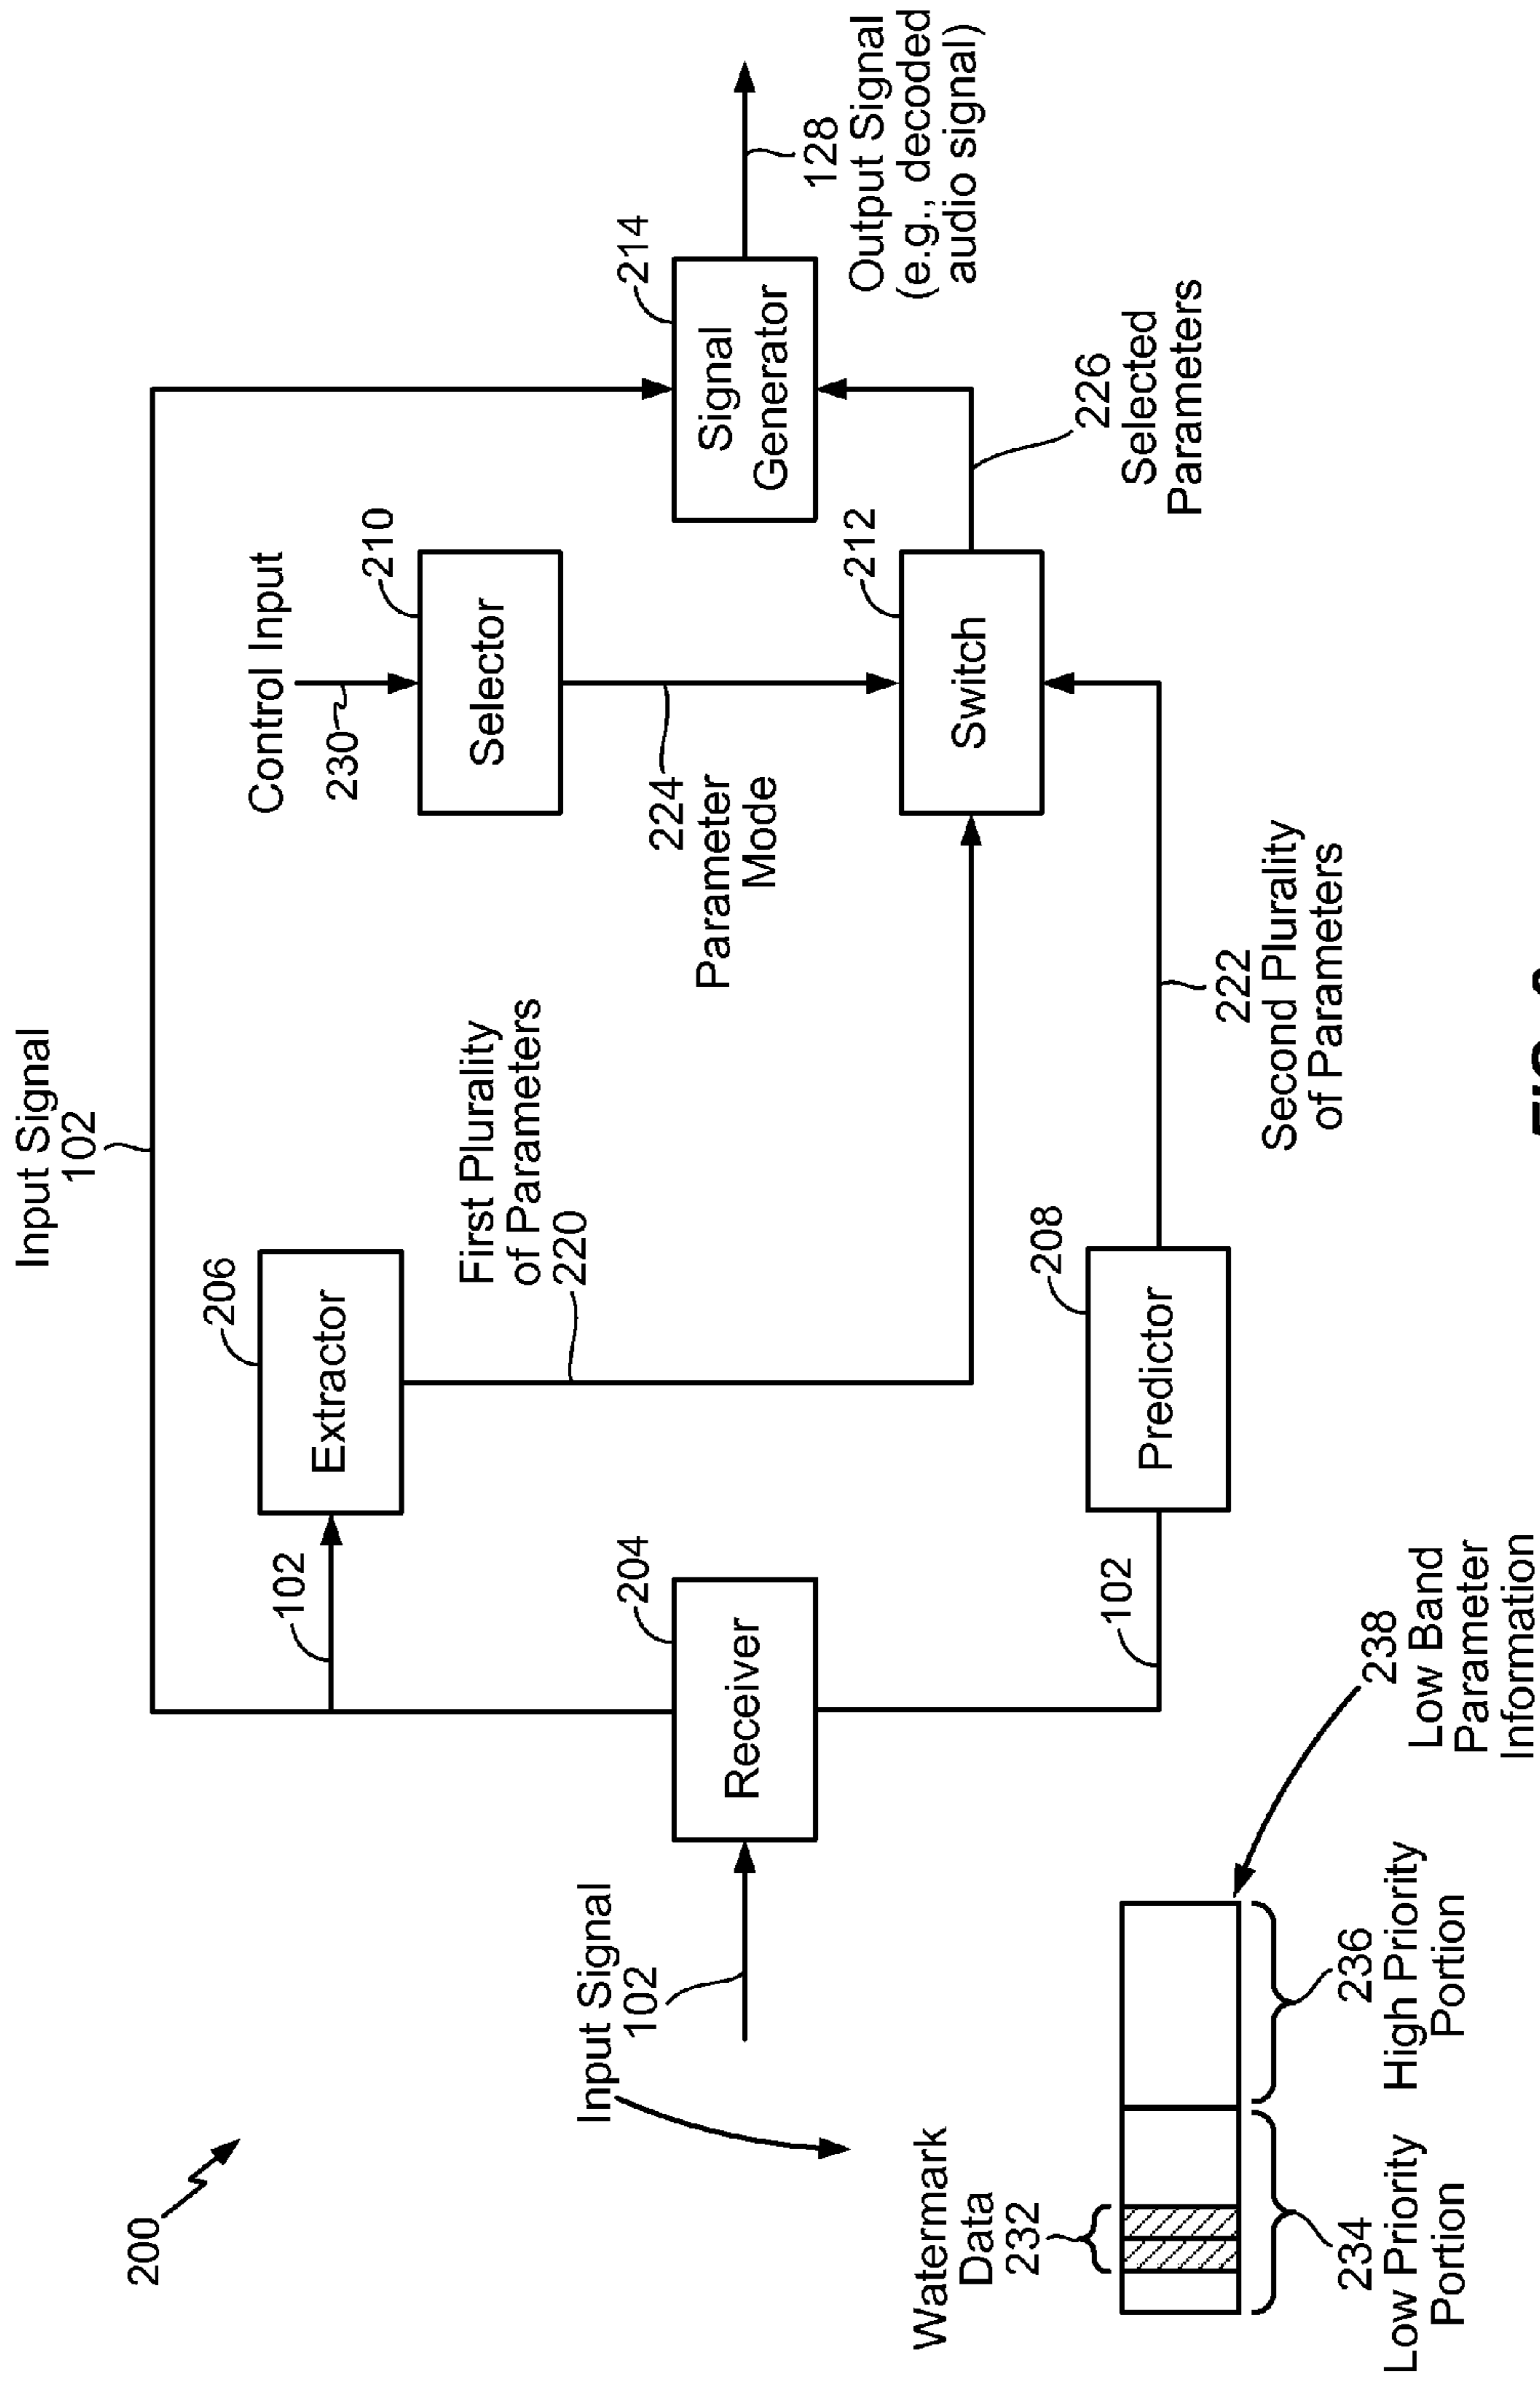 200
Input Signal
102
Input Signal
102
Receiver
204
102
Extractor
206
First Plurality
of Parameters
220
102
Predictor
208
222
Second Plurality
of Parameters
Control Input
230
Selector
210
224
Parameter
Mode
Switch
212
226
Selected
Parameters
Signal
Generator
214
128
Output Signal
(e.g., decoded
audio signal)
Watermark
Data
232
234
Low Priority
Portion
236
High Priority
Portion
238
Low Band
Parameter
Information